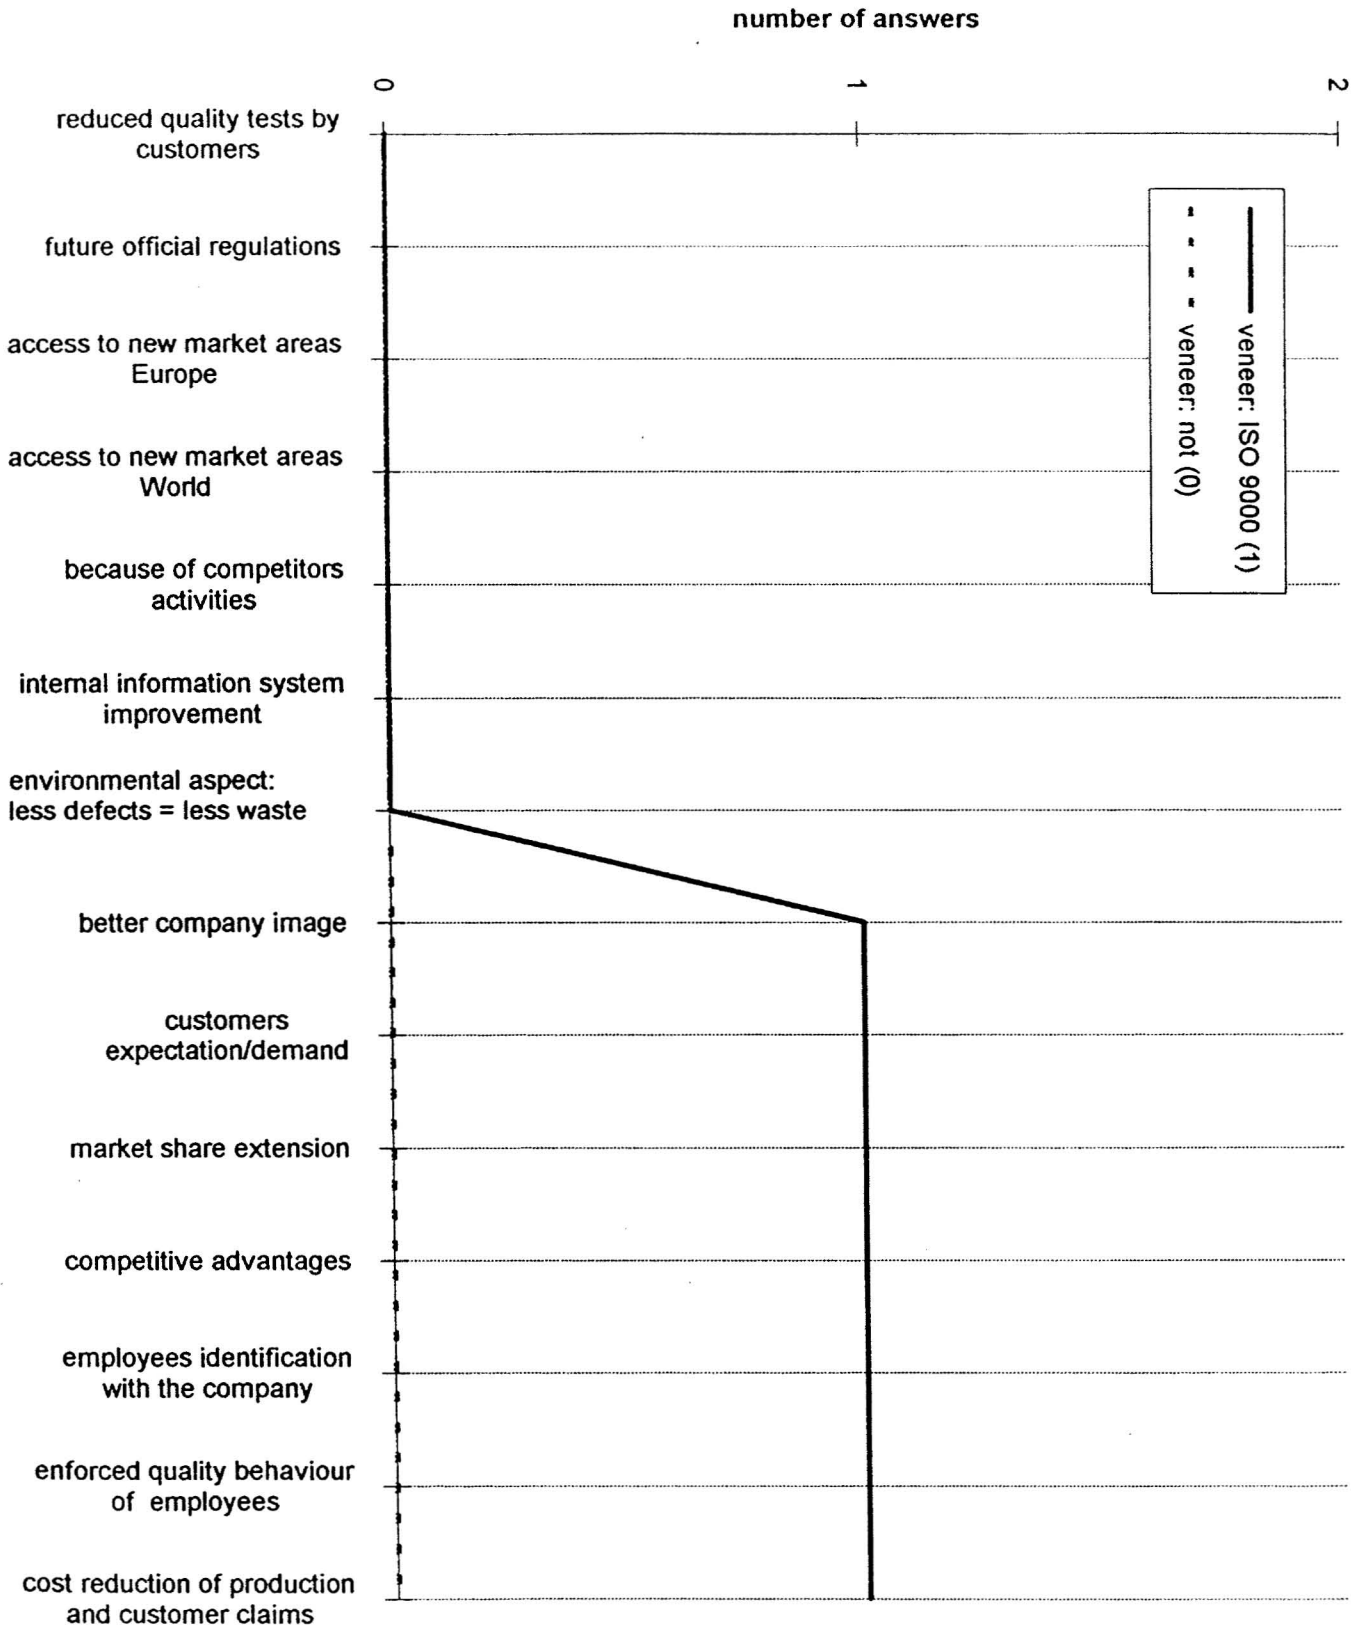 number of answers
0
1
2
reduced quality tests by
customers
future official regulations
access to new market areas
Europe
access to new market areas
World
because of competitors
activities
internal information system
improvement
environmental aspect:
less defects = less waste
better company image
customers
expectation/demand
market share extension
competitive advantages
employees identification
with the company
enforced quality behaviour
of employees
cost reduction of production
and customer claims
veneer: ISO 9000 (1)
veneer: not (0)